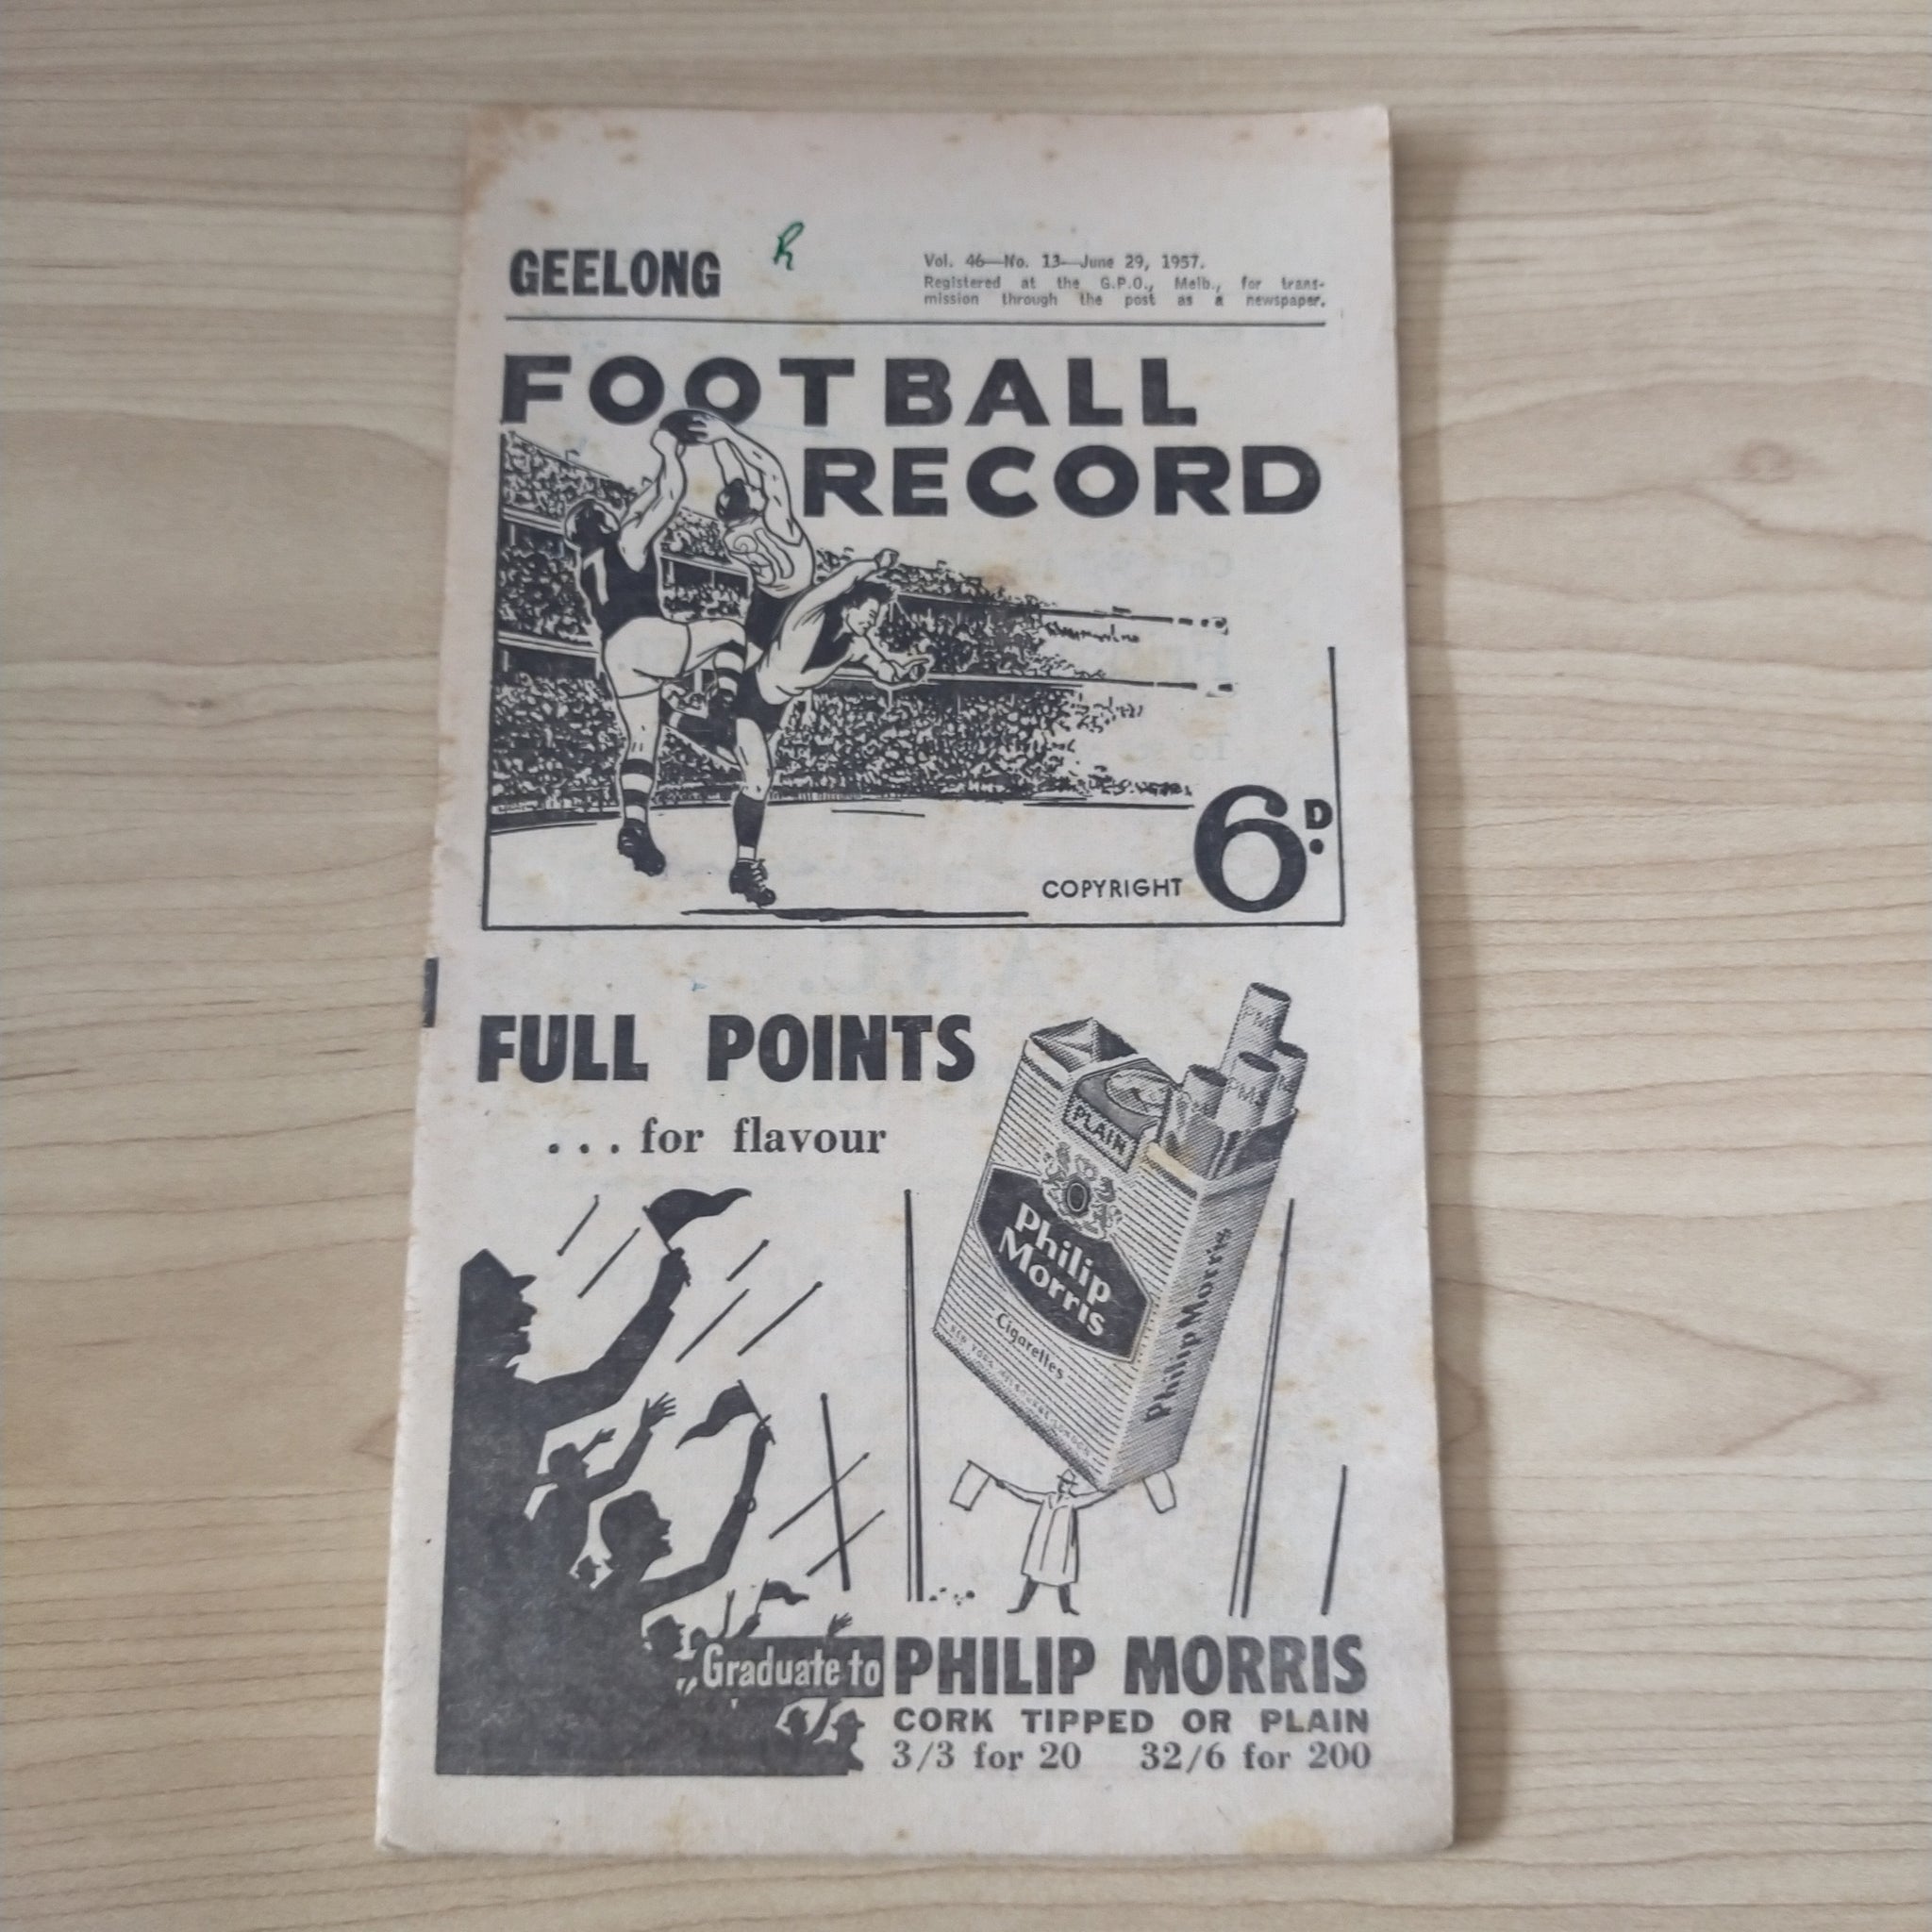 GEELONG
R
Vol. 46—No. 13—June 29, 1957.
Registered at the G.P.O., Melb., for trans-
mission through the post as a newspaper.
FOOTBALL
RECORD
COPYRIGHT 6D.
FULL POINTS
. . . for flavour
PM
PM
PLAIN
Philip
Morris
Cigarettes
Philip Morris
Graduate to PHILIP MORRIS
CORK TIPPED OR PLAIN
3/3 for 20 32/6 for 200